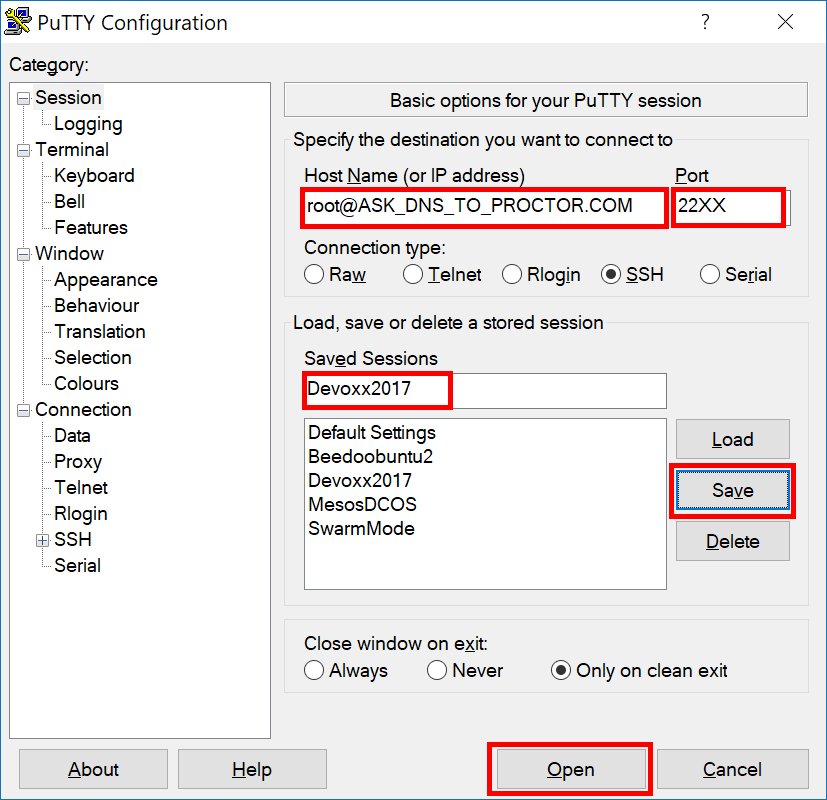 PuTTY Configuration
?
Category:
Session
Logging
Terminal
Keyboard
Bell
Features
Window
Appearance
Behaviour
Translation
Selection
Colours
Connection
Data
Proxy
Telnet
Rlogin
SSH
Serial
Basic options for your PuTTY session
Specify the destination you want to connect to
Host Name (or IP address) Port
root@ASK_DNS_TO_PROCTOR.COM 22XX
Connection type:
Raw Telnet Rlogin SSH Serial
Load, save or delete a stored session
Saved Sessions
Devoxx2017
Default Settings
Beedoobuntu2
Devoxx2017
MesosDCOS
SwarmMode
Load
Save
Delete
Close window on exit:
Always Never Only on clean exit
About Help Open Cancel